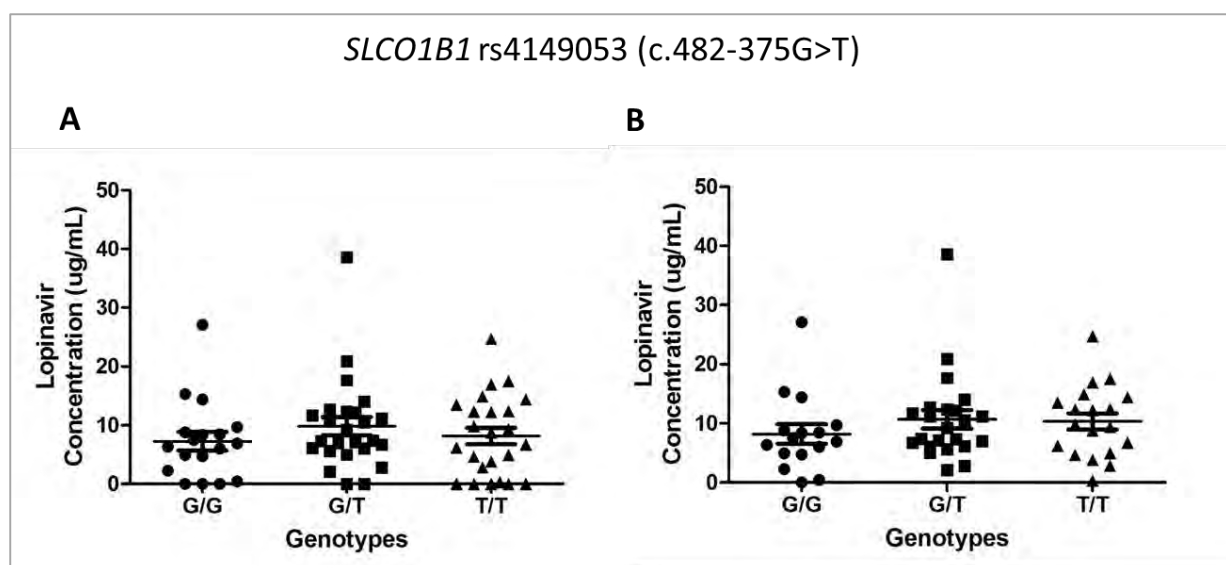 SLCO1B1 rs4149053 (c.482-375G>T)
A
50
40
30
20
10
0
Lopinavir
Concentration (ug/mL)
G/G G/T T/T
Genotypes
B
50
40
30
20
10
0
Lopinavir
Concentration (ug/mL)
G/G G/T T/T
Genotypes